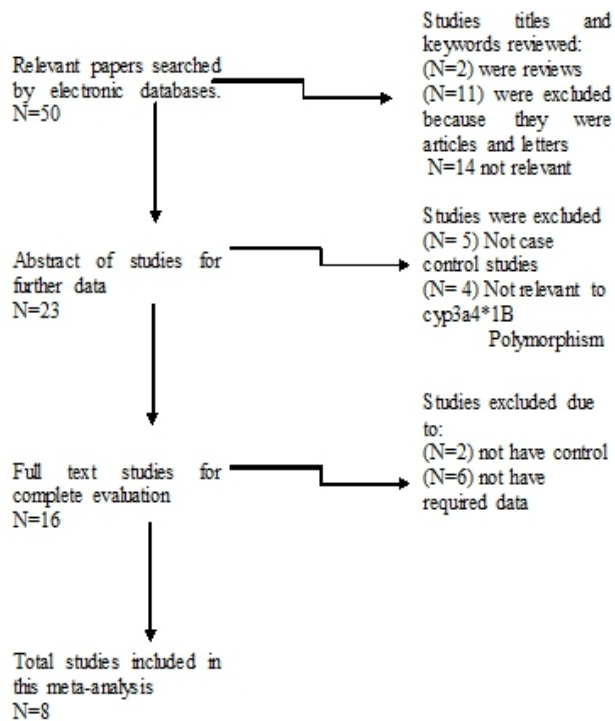 Relevant papers searched
by electronic databases.
N=50
Studies titles and
keywords reviewed:
(N=2) were reviews
(N=11) were excluded
because they were
articles and letters
N=14 not relevant
Abstract of studies for
further data
N=23
Studies were excluded
(N= 5) Not case
control studies
(N= 4) Not relevant to
cyp3a4*1B
Polymorphism
Full text studies for
complete evaluation
N=16
Studies excluded due
to:
(N=2) not have control
(N=6) not have
required data
Total studies included in
this meta-analysis
N=8